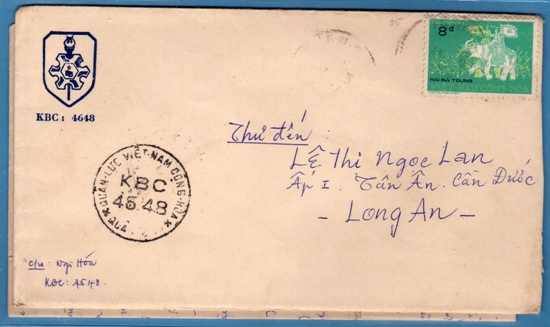 8đ
HAI BÀ TRƯNG
KBC : 4648
Thư đến :
Lê Thị Ngọc Lan
Ấp I. Tân Ân. Cần Đước
- Long An -
QUÂN-LỰC VIỆT-NAM CỘNG-HÒA
KBC
4648
KBC: 4648.